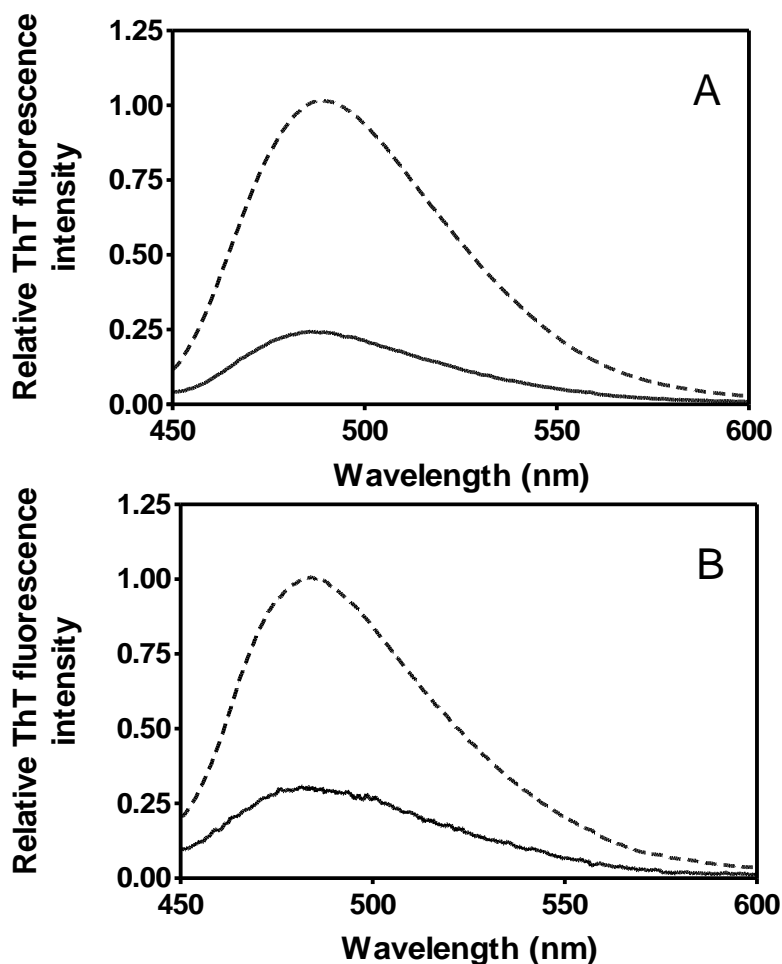 Relative ThT fluorescence
intensity
1.25
1.00
0.75
0.50
0.25
0.00
A
450
500
550
600
Wavelength (nm)
Relative ThT fluorescence
intensity
1.25
1.00
0.75
0.50
0.25
0.00
B
450
500
550
600
Wavelength (nm)